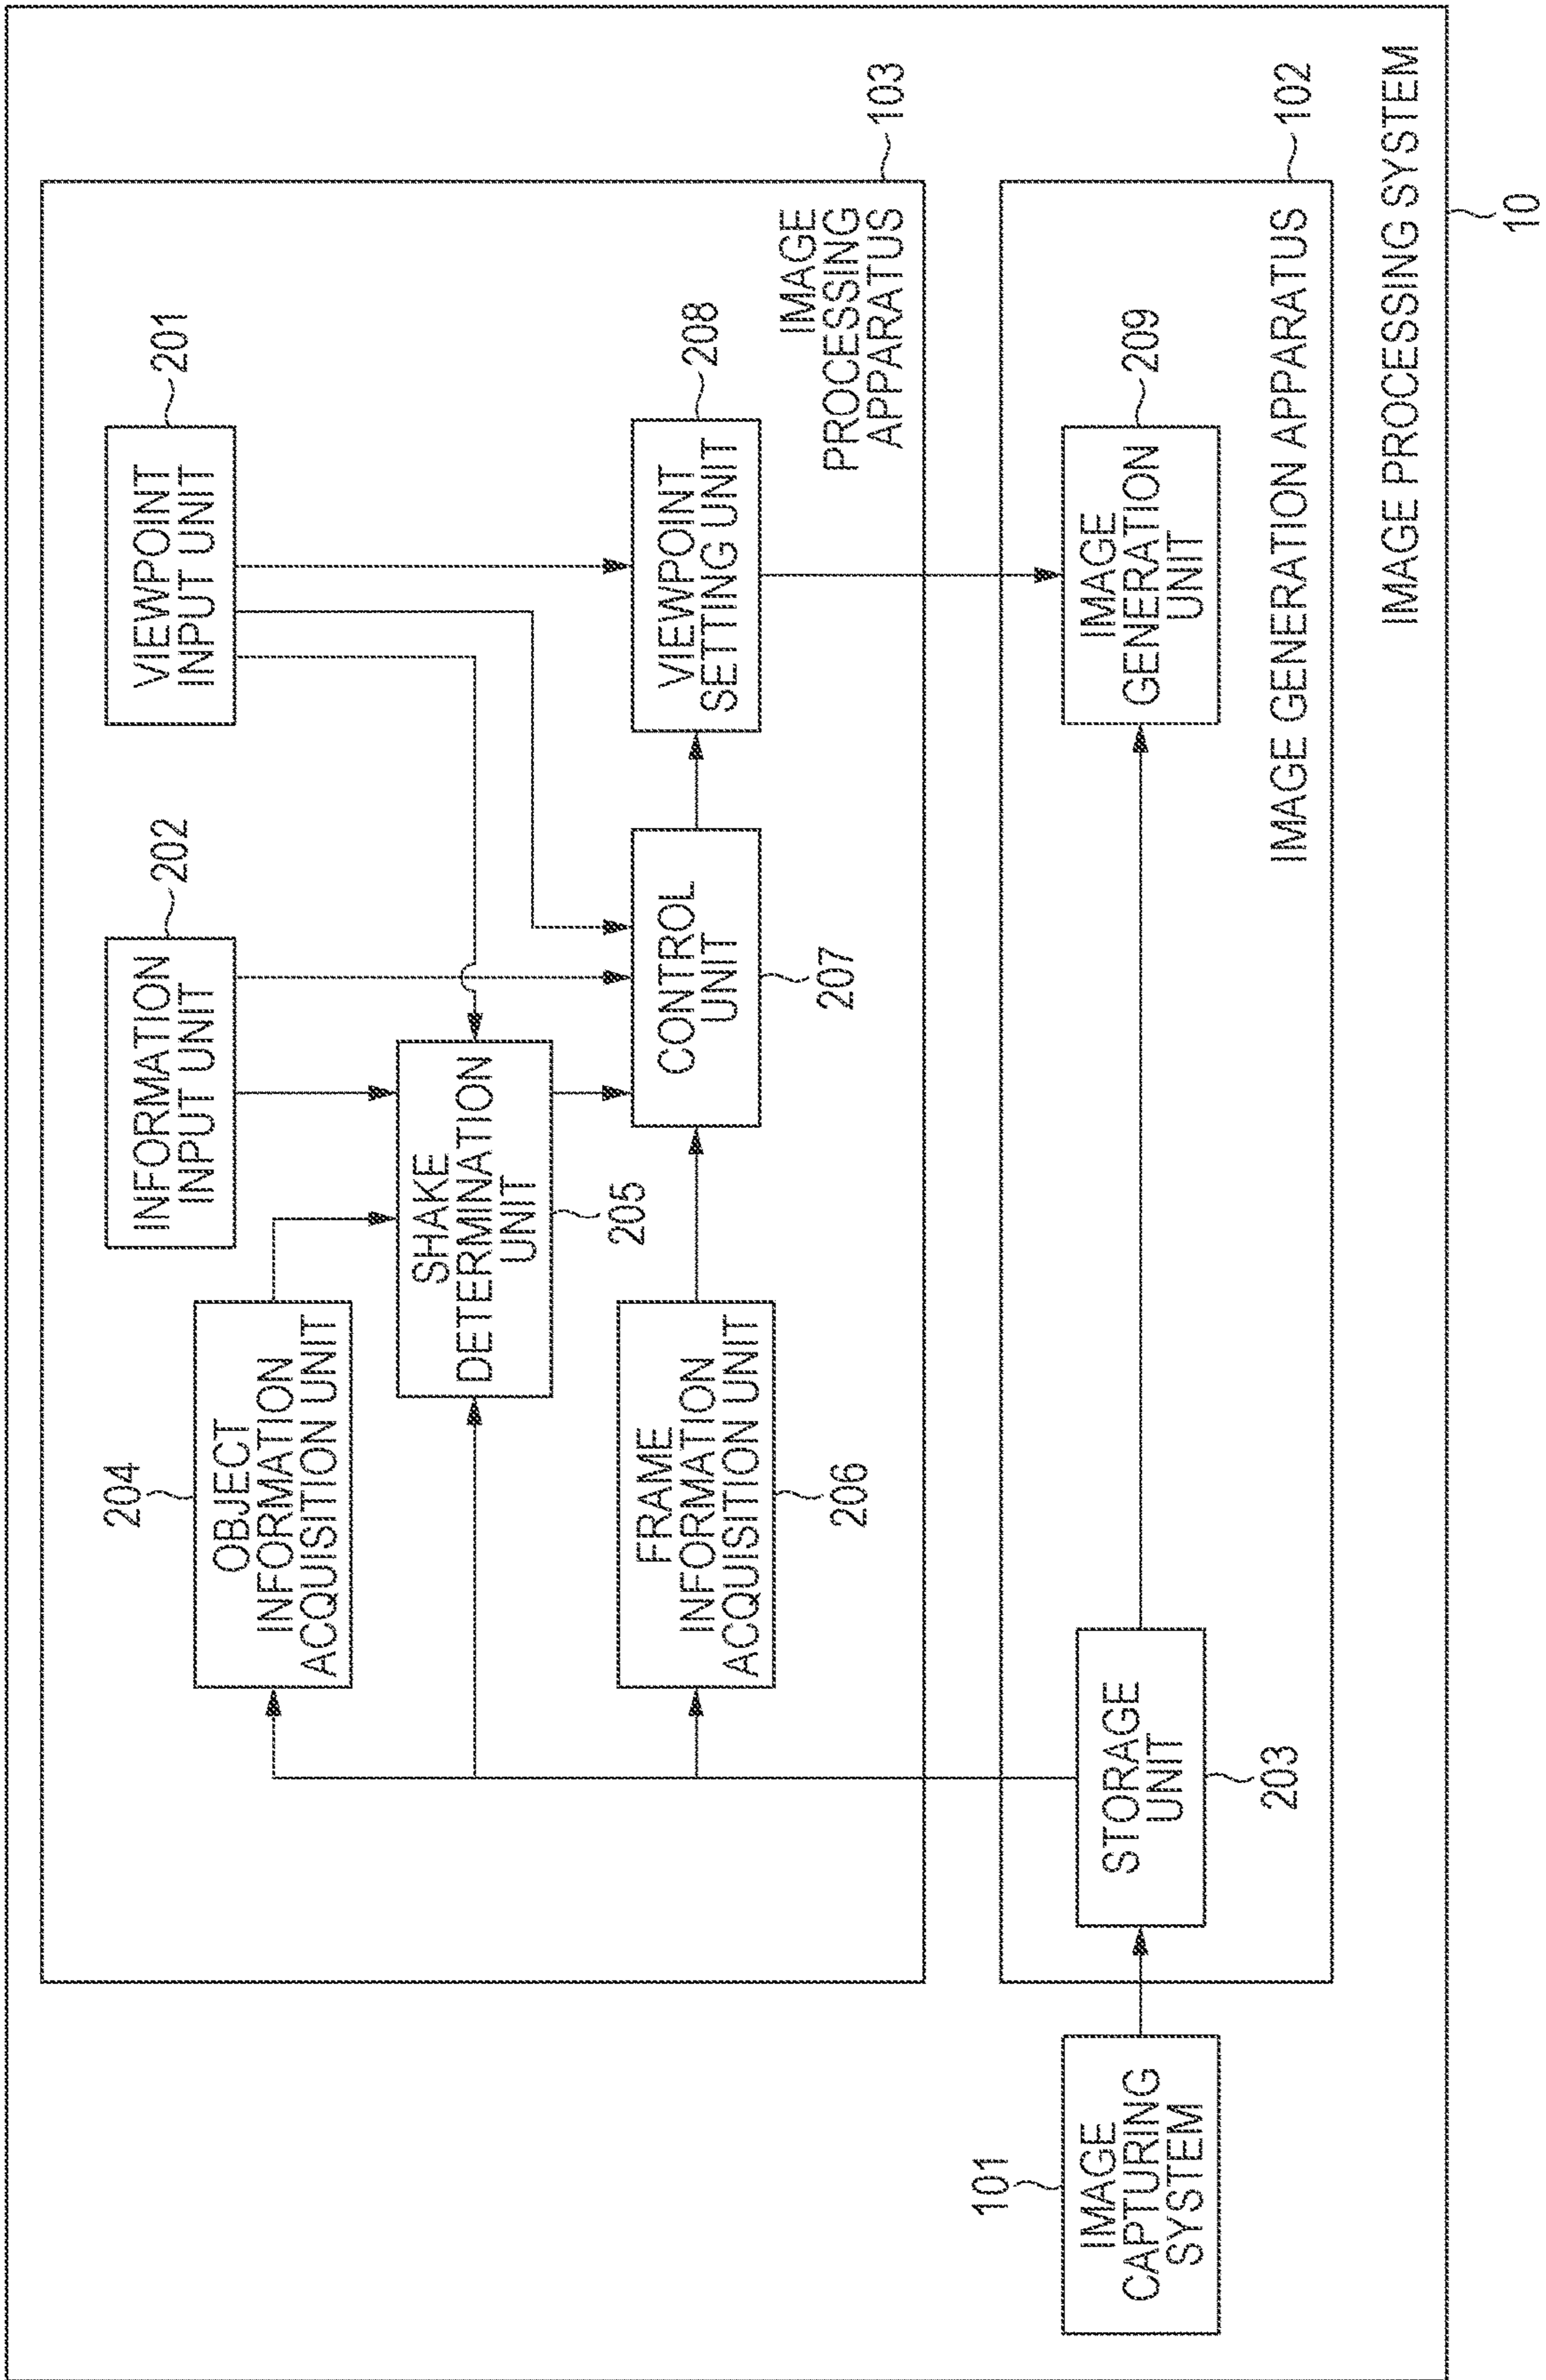 VIEWPOINT
INPUT UNIT
201
INFORMATION
INPUT UNIT
202
204
OBJECT
INFORMATION
ACQUISITION UNIT
SHAKE
DETERMINATION
UNIT
205
FRAME
INFORMATION
ACQUISITION UNIT
206
CONTROL
UNIT
207
VIEWPOINT
SETTING UNIT
208
IMAGE
PROCESSING
APPARATUS
103
101
IMAGE
CAPTURING
SYSTEM
STORAGE
UNIT
203
IMAGE
GENERATION
UNIT
209
IMAGE GENERATION APPARATUS
102
IMAGE PROCESSING SYSTEM
10